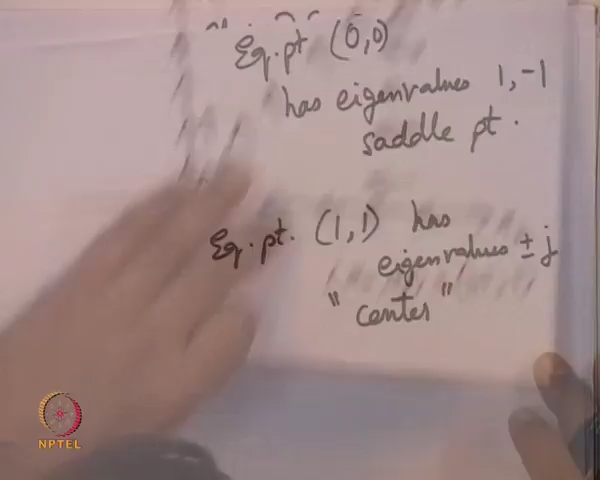 Eq. pt (0,0)
has eigenvalues 1, -1
saddle pt.
Eq. pt. (1,1) has
eigenvalues ± j
" center "
NPTEL